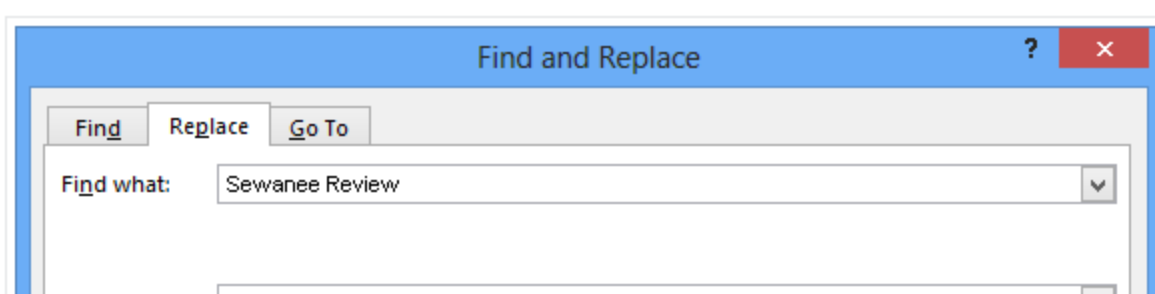 Find and Replace ?
Find Replace Go To
Find what: Sewanee Review